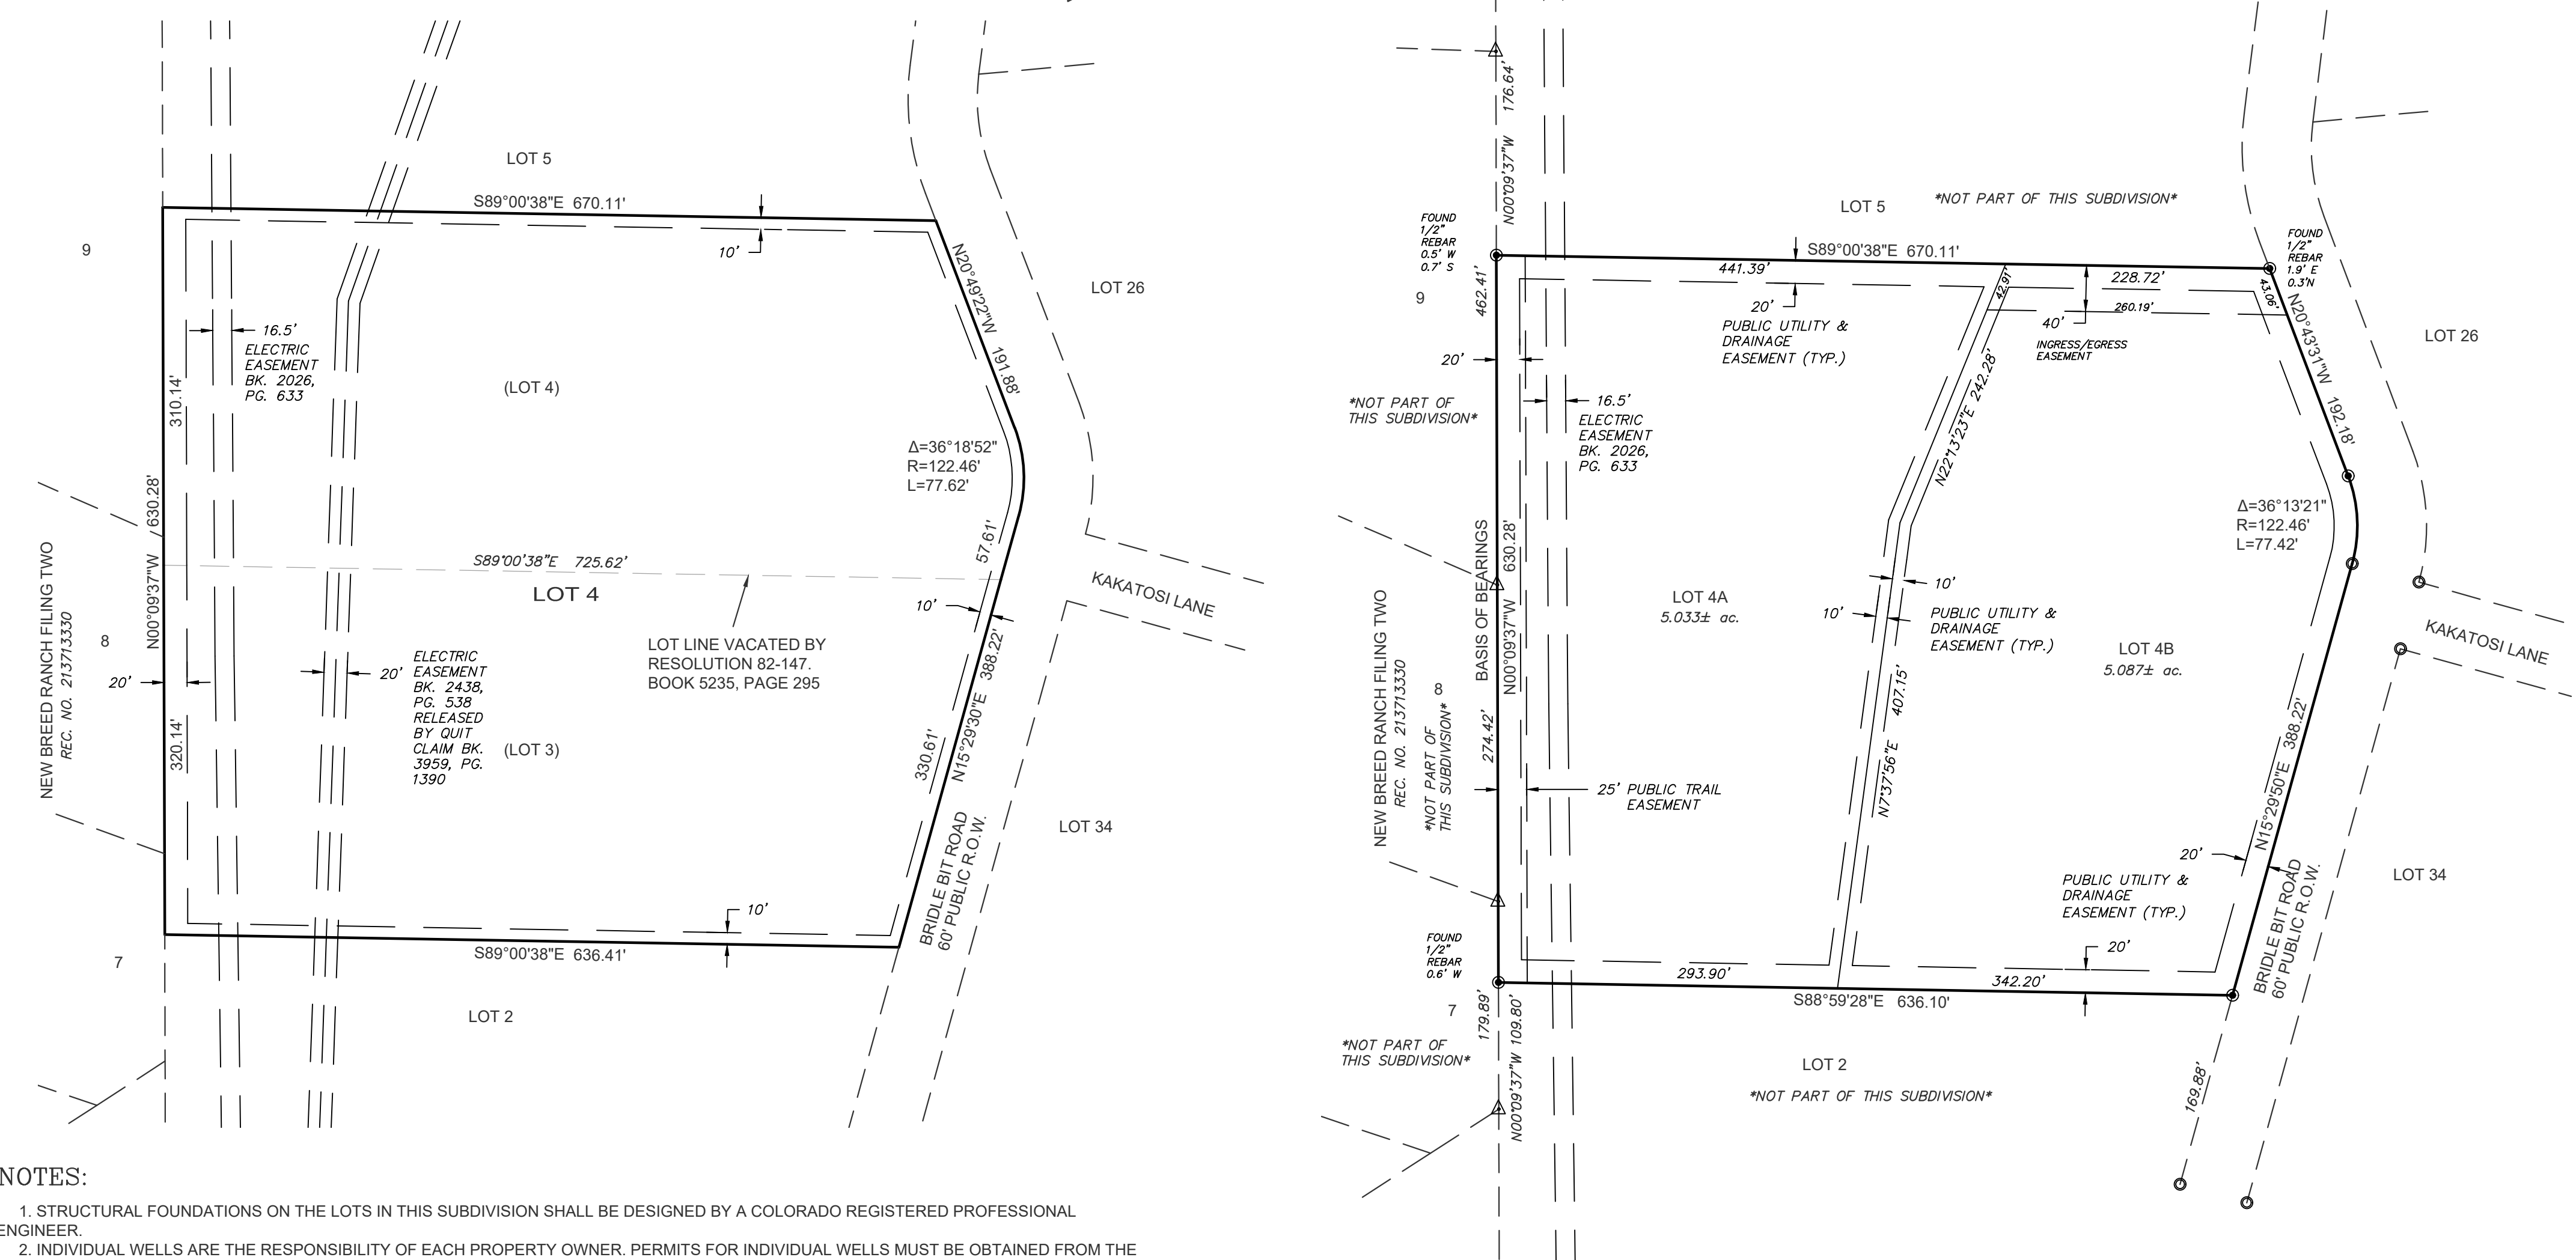 LOT 5
S89°00'38"E 670.11'
10'
9
16.5'
ELECTRIC
EASEMENT
BK. 2026,
PG. 633
310.14'
(LOT 4)
N20°49'22"W 191.88'
LOT 26
Δ=36°18'52"
R=122.46'
L=77.62'
N00°09'37"W 630.28'
57.61'
S89°00'38"E 725.62'
LOT 4
KAKATOSI LANE
10'
NEW BREED RANCH FILING TWO
REC. NO. 213713330
8
20'
LOT LINE VACATED BY
RESOLUTION 82-147.
BOOK 5235, PAGE 295
20'
ELECTRIC
EASEMENT
BK. 2438,
PG. 538
RELEASED
BY QUIT
CLAIM BK.
3959, PG.
1390
(LOT 3)
320.14'
330.61'
N15°29'30"E 388.22'
BRIDLE BIT ROAD
60' PUBLIC R.O.W.
LOT 34
10'
S89°00'38"E 636.41'
7
LOT 2
NOTES:
1. STRUCTURAL FOUNDATIONS ON THE LOTS IN THIS SUBDIVISION SHALL BE DESIGNED BY A COLORADO REGISTERED PROFESSIONAL
ENGINEER.
2. INDIVIDUAL WELLS ARE THE RESPONSIBILITY OF EACH PROPERTY OWNER. PERMITS FOR INDIVIDUAL WELLS MUST BE OBTAINED FROM THE
N00°09'37"W 176.64'
LOT 5
*NOT PART OF THIS SUBDIVISION*
FOUND
1/2"
REBAR
0.5' W
0.7' S
S89°00'38"E 670.11'
441.39'
228.72'
FOUND
1/2"
REBAR
1.9' E
0.3'N
9
462.41'
20'
PUBLIC UTILITY &
DRAINAGE
EASEMENT (TYP.)
42.91'
43.06'
260.19'
40'
INGRESS/EGRESS
EASEMENT
N20°43'31"W 192.18'
LOT 26
20'
*NOT PART OF
THIS SUBDIVISION*
16.5'
ELECTRIC
EASEMENT
BK. 2026,
PG. 633
N22°13'23"E 242.28'
Δ=36°13'21"
R=122.46'
L=77.42'
BASIS OF BEARINGS
N00°09'37"W 630.28'
LOT 4A
5.033± ac.
10'
10'
PUBLIC UTILITY &
DRAINAGE
EASEMENT (TYP.)
LOT 4B
5.087± ac.
KAKATOSI LANE
NEW BREED RANCH FILING TWO
REC. NO. 213713330
8
*NOT PART OF
THIS SUBDIVISION*
274.42'
25' PUBLIC TRAIL
EASEMENT
N7°37'56"E 407.15'
N15°29'50"E 388.22'
20'
PUBLIC UTILITY &
DRAINAGE
EASEMENT (TYP.)
20'
BRIDLE BIT ROAD
60' PUBLIC R.O.W.
LOT 34
FOUND
1/2"
REBAR
0.6' W
293.90'
342.20'
S88°59'28"E 636.10'
7
179.89'
N00°09'37"W 109.80'
*NOT PART OF
THIS SUBDIVISION*
LOT 2
*NOT PART OF THIS SUBDIVISION*
169.88'